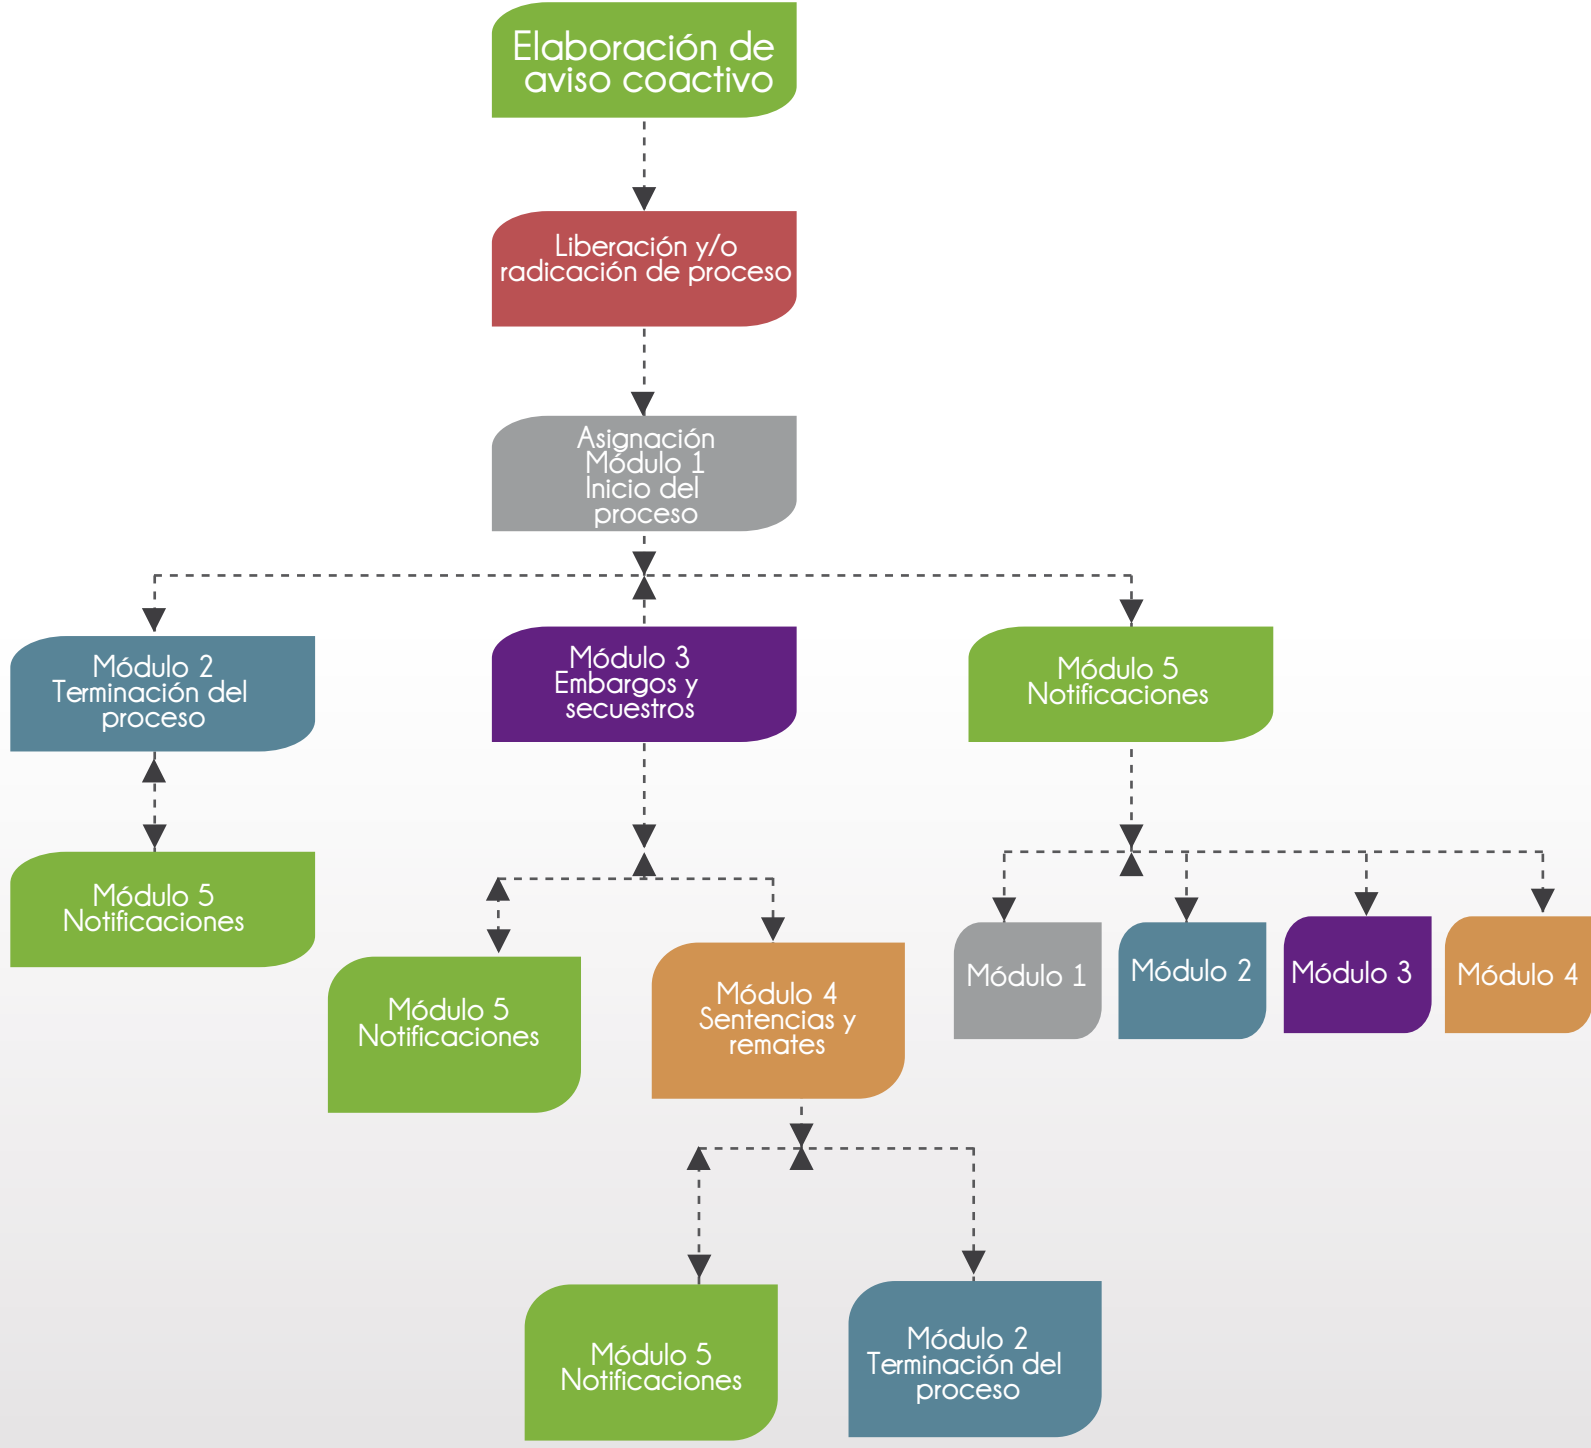 Elaboración de
aviso coactivo
Liberación y/o
radicación de proceso
Asignación
Módulo 1
Inicio del
proceso
Módulo 2
Terminación del
proceso
Módulo 3
Embargos y
secuestros
Módulo 5
Notificaciones
Módulo 5
Notificaciones
Módulo 5
Notificaciones
Módulo 4
Sentencias y
remates
Módulo 1
Módulo 2
Módulo 3
Módulo 4
Módulo 5
Notificaciones
Módulo 2
Terminación del
proceso